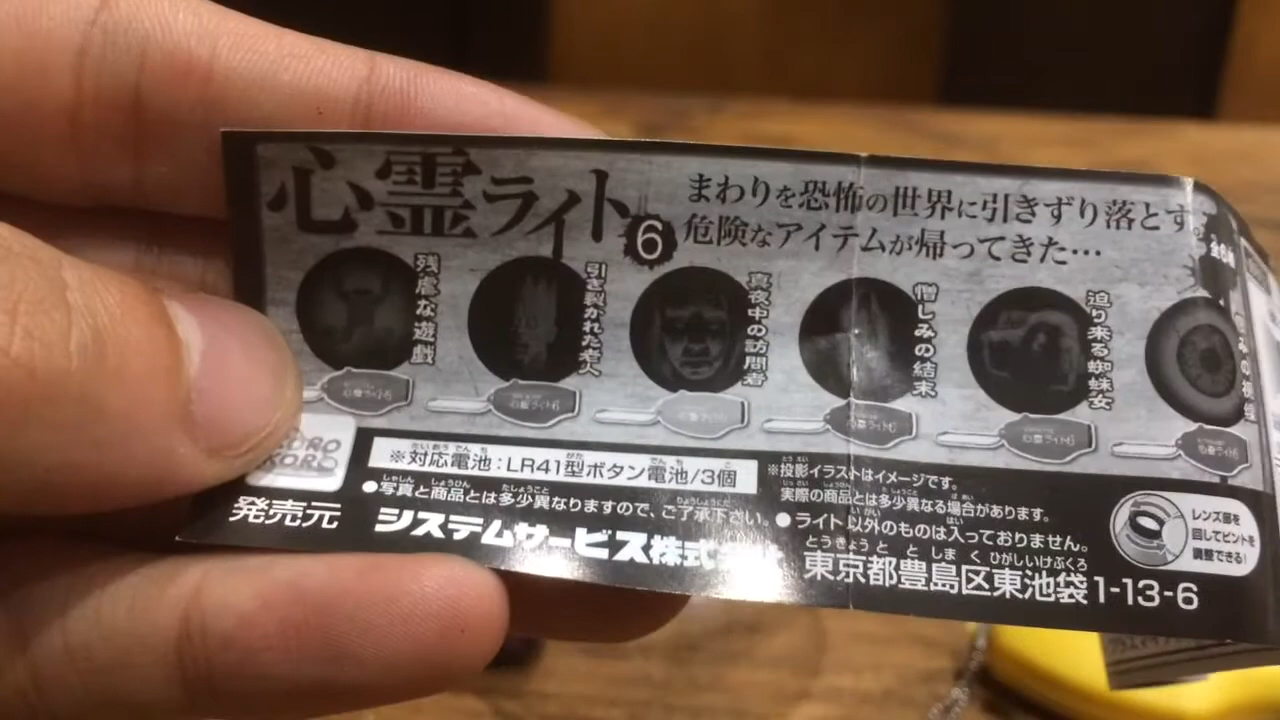 心霊ライト6
まわりを恐怖の世界に引きずり落とす。
危険なアイテムが帰ってきた…
残虐な遊戯
引き裂かれた老人
真夜中の訪問者
憎しみの結末
迫り来る蜘蛛女
心霊ライト6
※対応電池:LR41型ボタン電池/3個
●写真と商品とは多少異なりますので、ご了承下さい。
※投影イラストはイメージです。
実際の商品とは多少異なる場合があります。
●ライト以外のものは入っておりません。
レンズ部を
回してピントを
調整できる!
発売元
システムサービス株式
東京都豊島区東池袋1-13-6